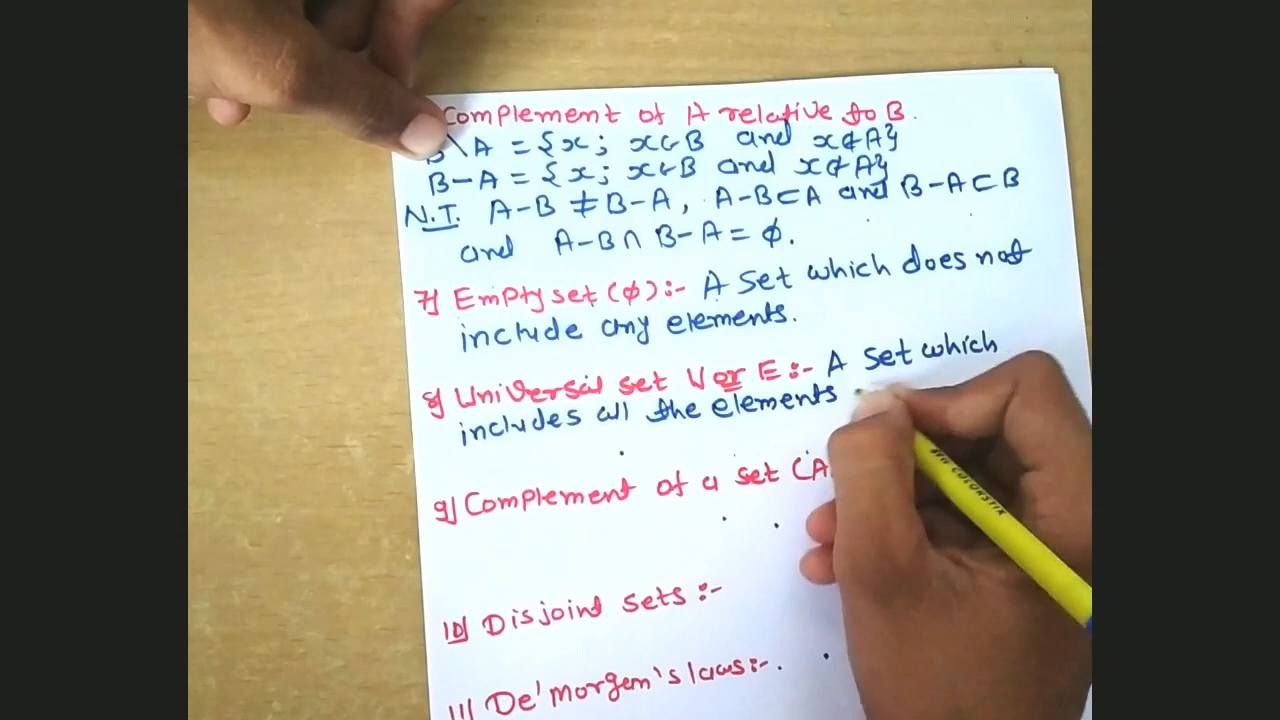 Complement of A relative to B.
B \ A = {x; x∈B and x∉A}
B-A = {x; x∈B and x∉A}
N.T. A-B ≠ B-A, A-B⊂A and B-A⊂B
and A-B∩ B-A = ϕ.
7] Empty set (ϕ):- A set which does not
include any elements.
8] Universal set U or E:- A set which
includes all the elements
9] Complement of a set (A
10] Disjoint sets:-
11] De'morgan's laws:-